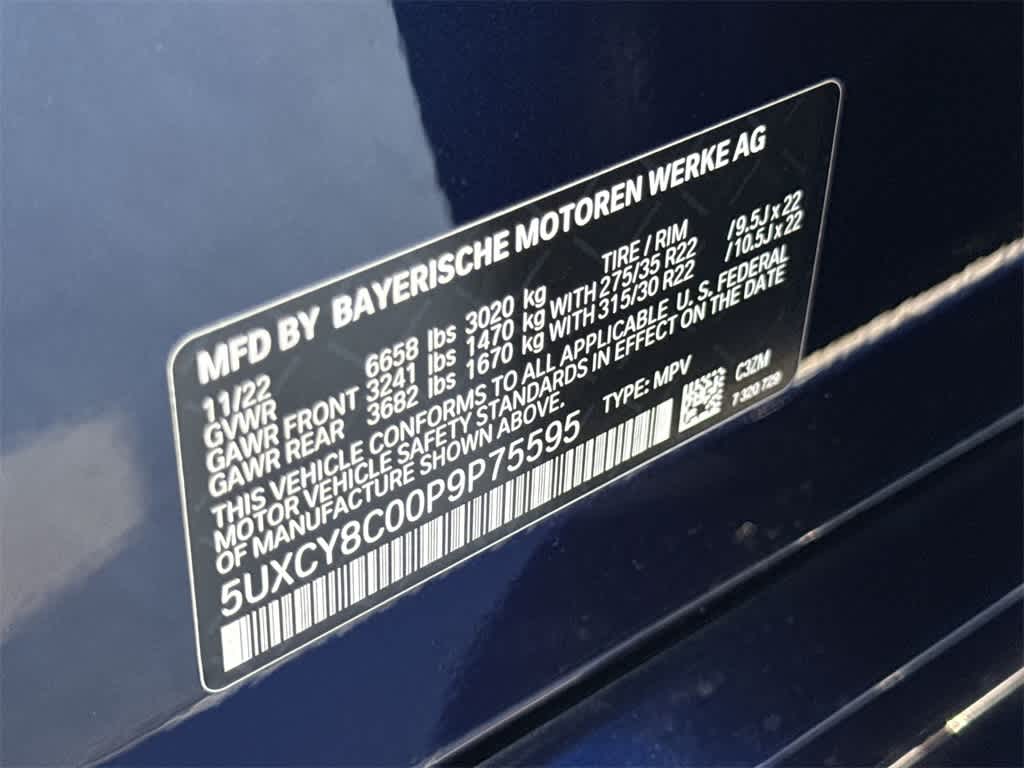 MFD BY BAYERISCHE MOTOREN WERKE AG
11/22 TIRE / RIM
GVWR 6658 lbs 3020 kg
GAWR FRONT 3241 lbs 1470 kg WITH 275/35 R22 /9.5J x 22
GAWR REAR 3682 lbs 1670 kg WITH 315/30 R22 /10.5J x 22
THIS VEHICLE CONFORMS TO ALL APPLICABLE U. S. FEDERAL
MOTOR VEHICLE SAFETY STANDARDS IN EFFECT ON THE DATE
OF MANUFACTURE SHOWN ABOVE.
5UXCY8C00P9P75595 TYPE: MPV
C3ZM
7 320 729